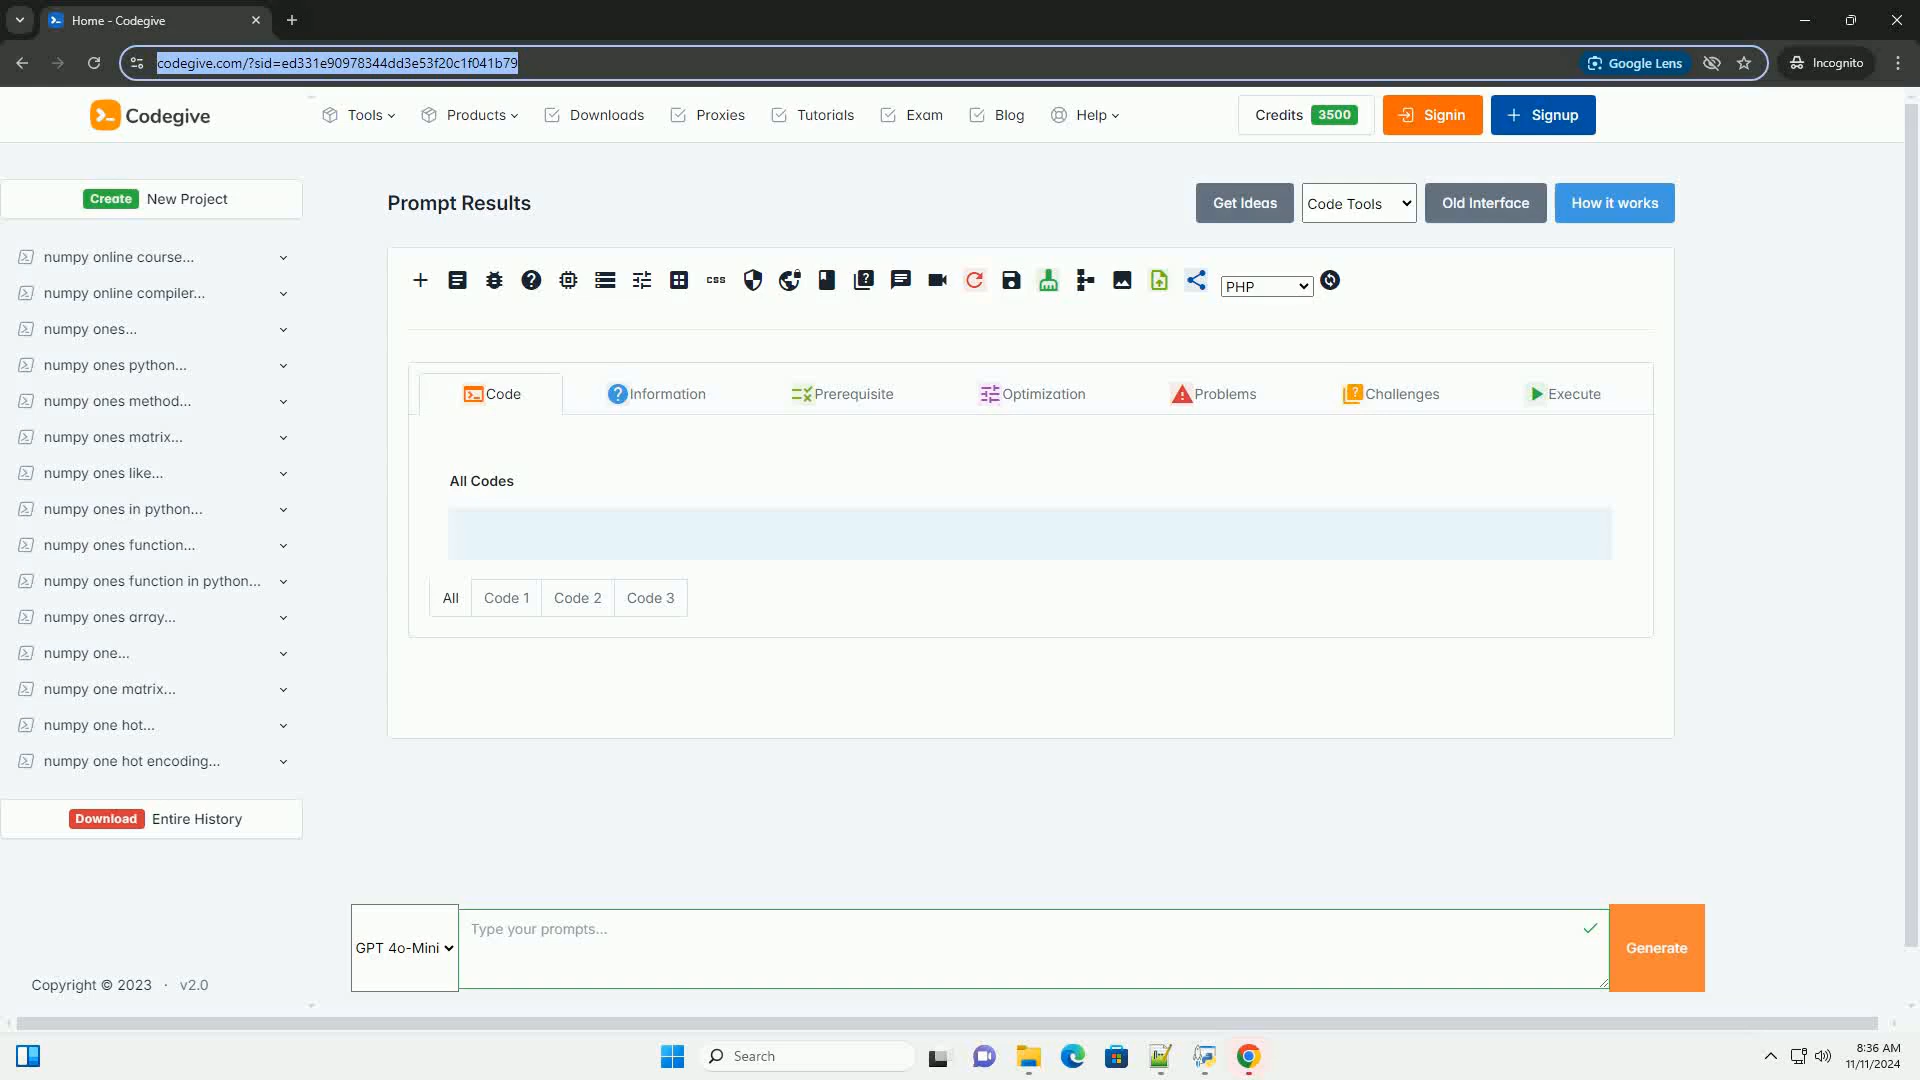 Home - Codegive
codegive.com/?sid=ed331e90978344dd3e53f20c1f041b79
Google Lens
Incognito
Codegive
Tools
Products
Downloads
Proxies
Tutorials
Exam
Blog
Help
Credits 3500
Signin
Signup
Create New Project
Prompt Results
Get Ideas
Code Tools
Old Interface
How it works
numpy online course...
numpy online compiler...
numpy ones...
numpy ones python...
numpy ones method...
numpy ones matrix...
numpy ones like...
numpy ones in python...
numpy ones function...
numpy ones function in python...
numpy ones array...
numpy one...
numpy one matrix...
numpy one hot...
numpy one hot encoding...
Download Entire History
css
PHP
Code
Information
Prerequisite
Optimization
Problems
Challenges
Execute
All Codes
All
Code 1
Code 2
Code 3
GPT 4o-Mini
Type your prompts...
Generate
Copyright © 2023 · v2.0
Search
8:36 AM
11/11/2024